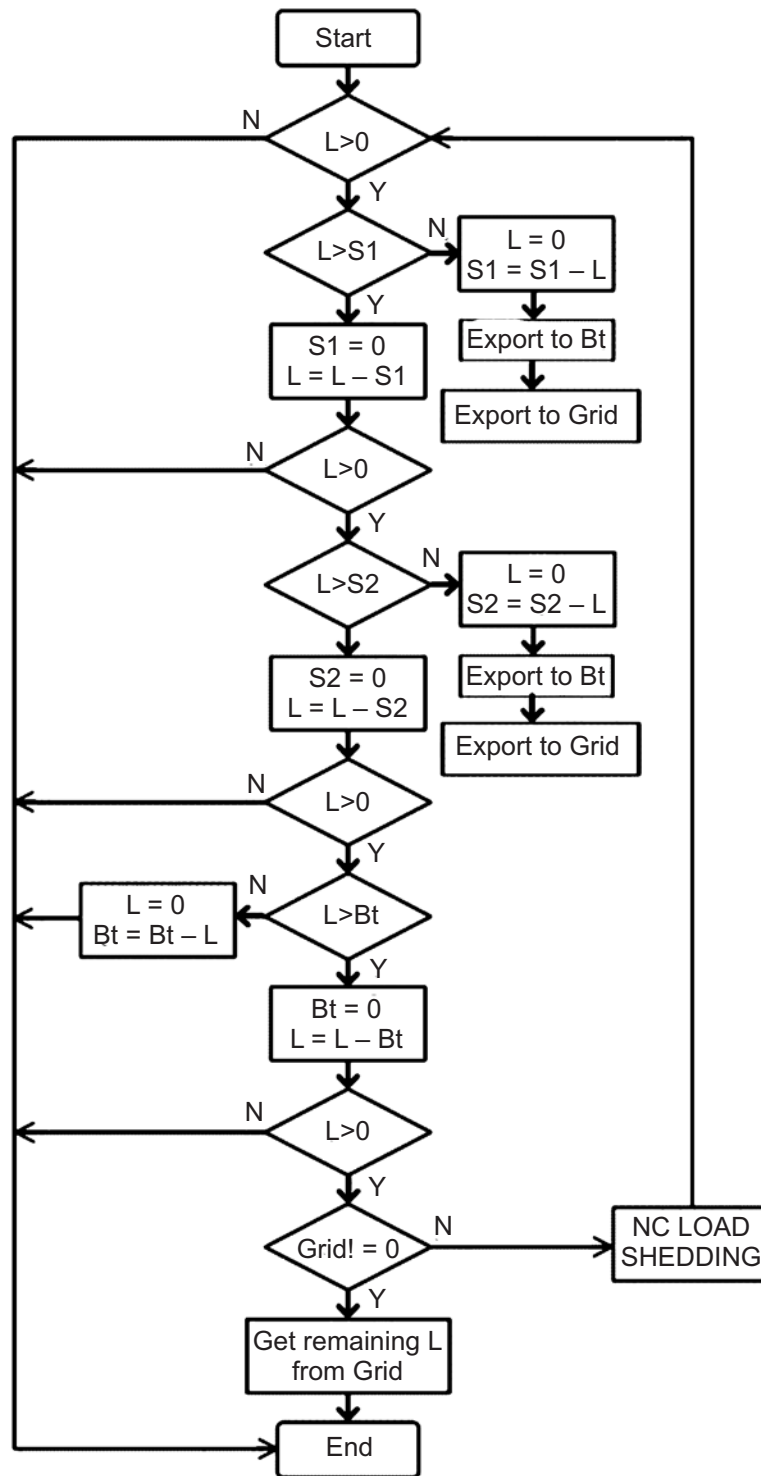 Start
N
L>0
Y
L>S1
N
L = 0
S1 = S1 – L
Y
Export to Bt
S1 = 0
L = L – S1
Export to Grid
N
L>0
Y
L>S2
N
L = 0
S2 = S2 – L
Y
Export to Bt
S2 = 0
L = L – S2
Export to Grid
N
L>0
Y
N
L>Bt
L = 0
Bt = Bt – L
Y
Bt = 0
L = L – Bt
N
L>0
Y
Grid! = 0
N
NC LOAD
SHEDDING
Y
Get remaining L
from Grid
End